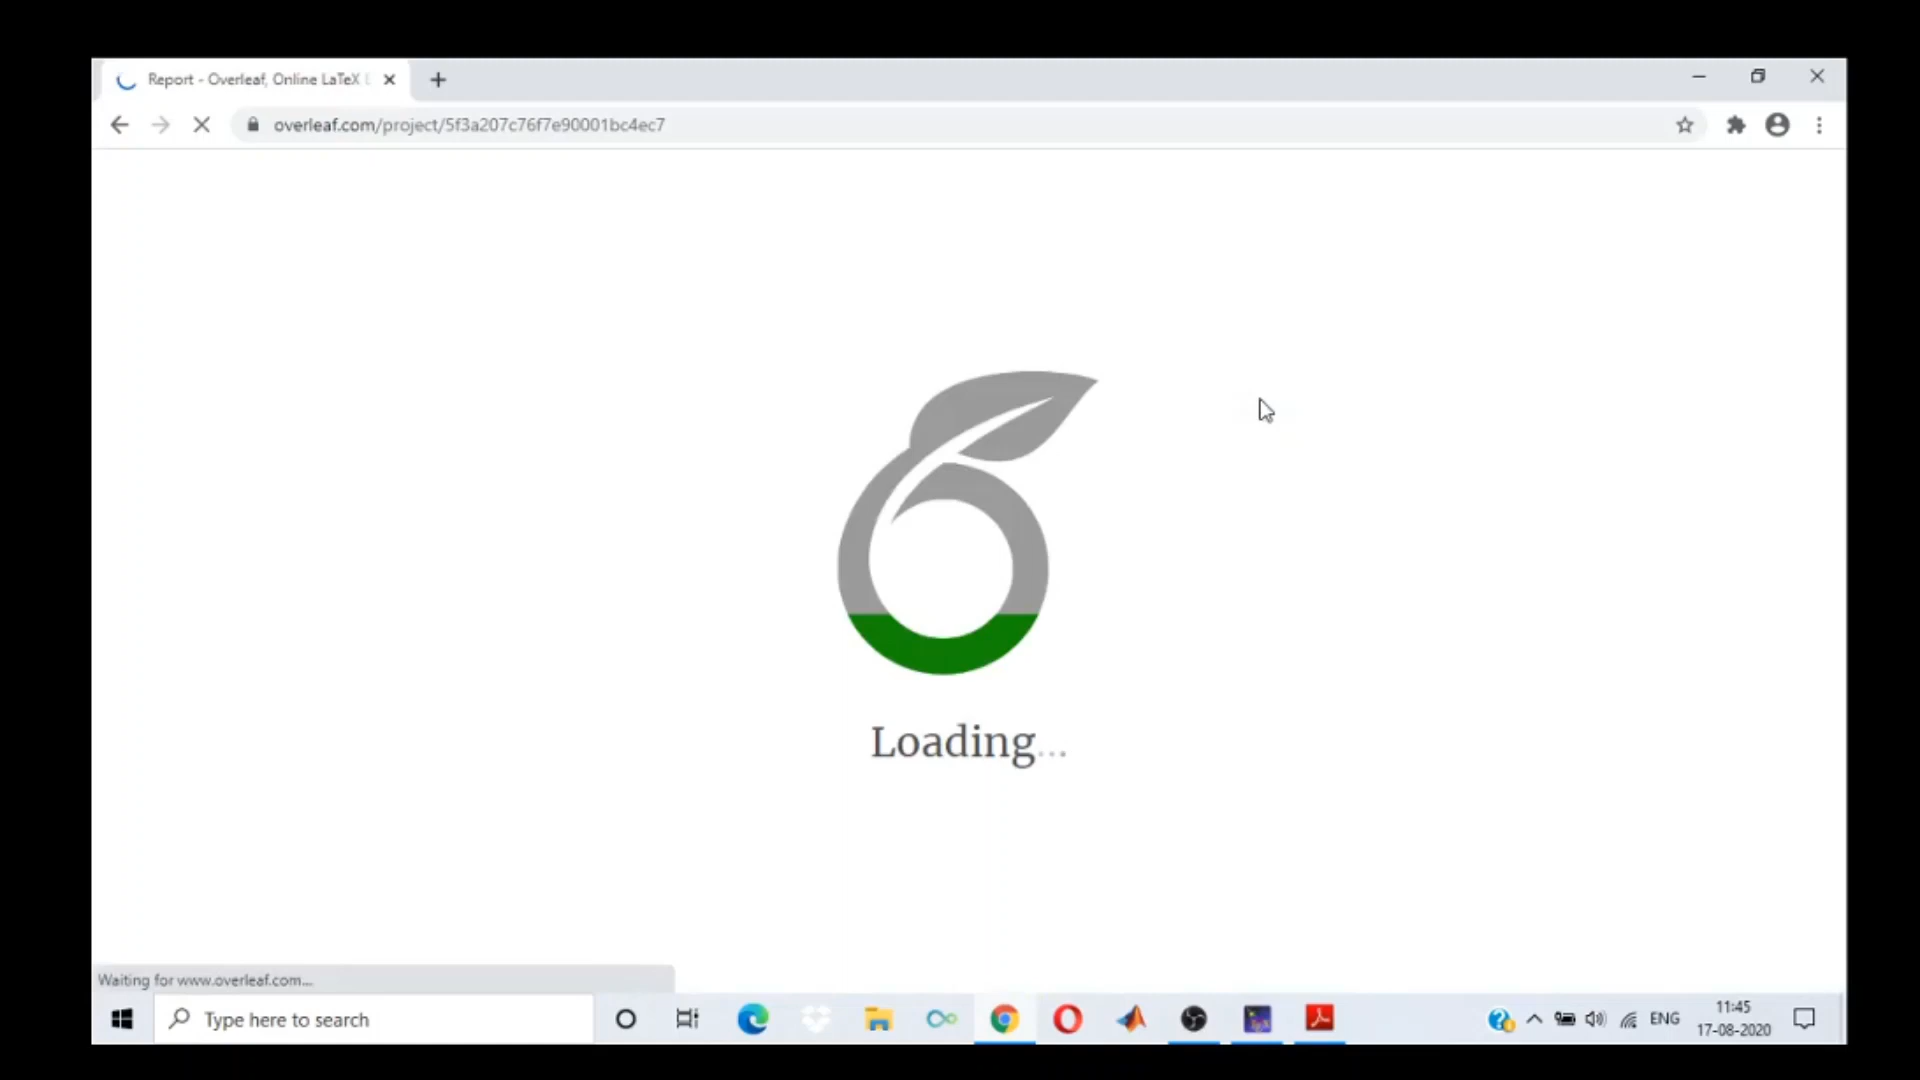 Report - Overleaf, Online LaTeX E
overleaf.com/project/5f3a207c76f7e90001bc4ec7
Loading...
Waiting for www.overleaf.com...
Type here to search
ENG
11:45
17-08-2020